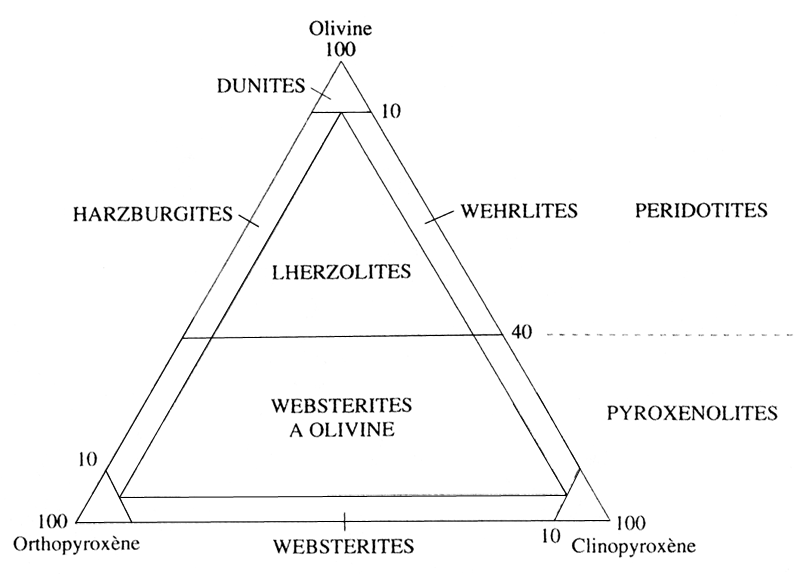 Olivine
100
DUNITES
10
HARZBURGITES
WEHRLITES
PERIDOTITES
LHERZOLITES
40
WEBSTERITES
A OLIVINE
PYROXENOLITES
10
100
Orthopyroxène
WEBSTERITES
10
100
Clinopyroxène